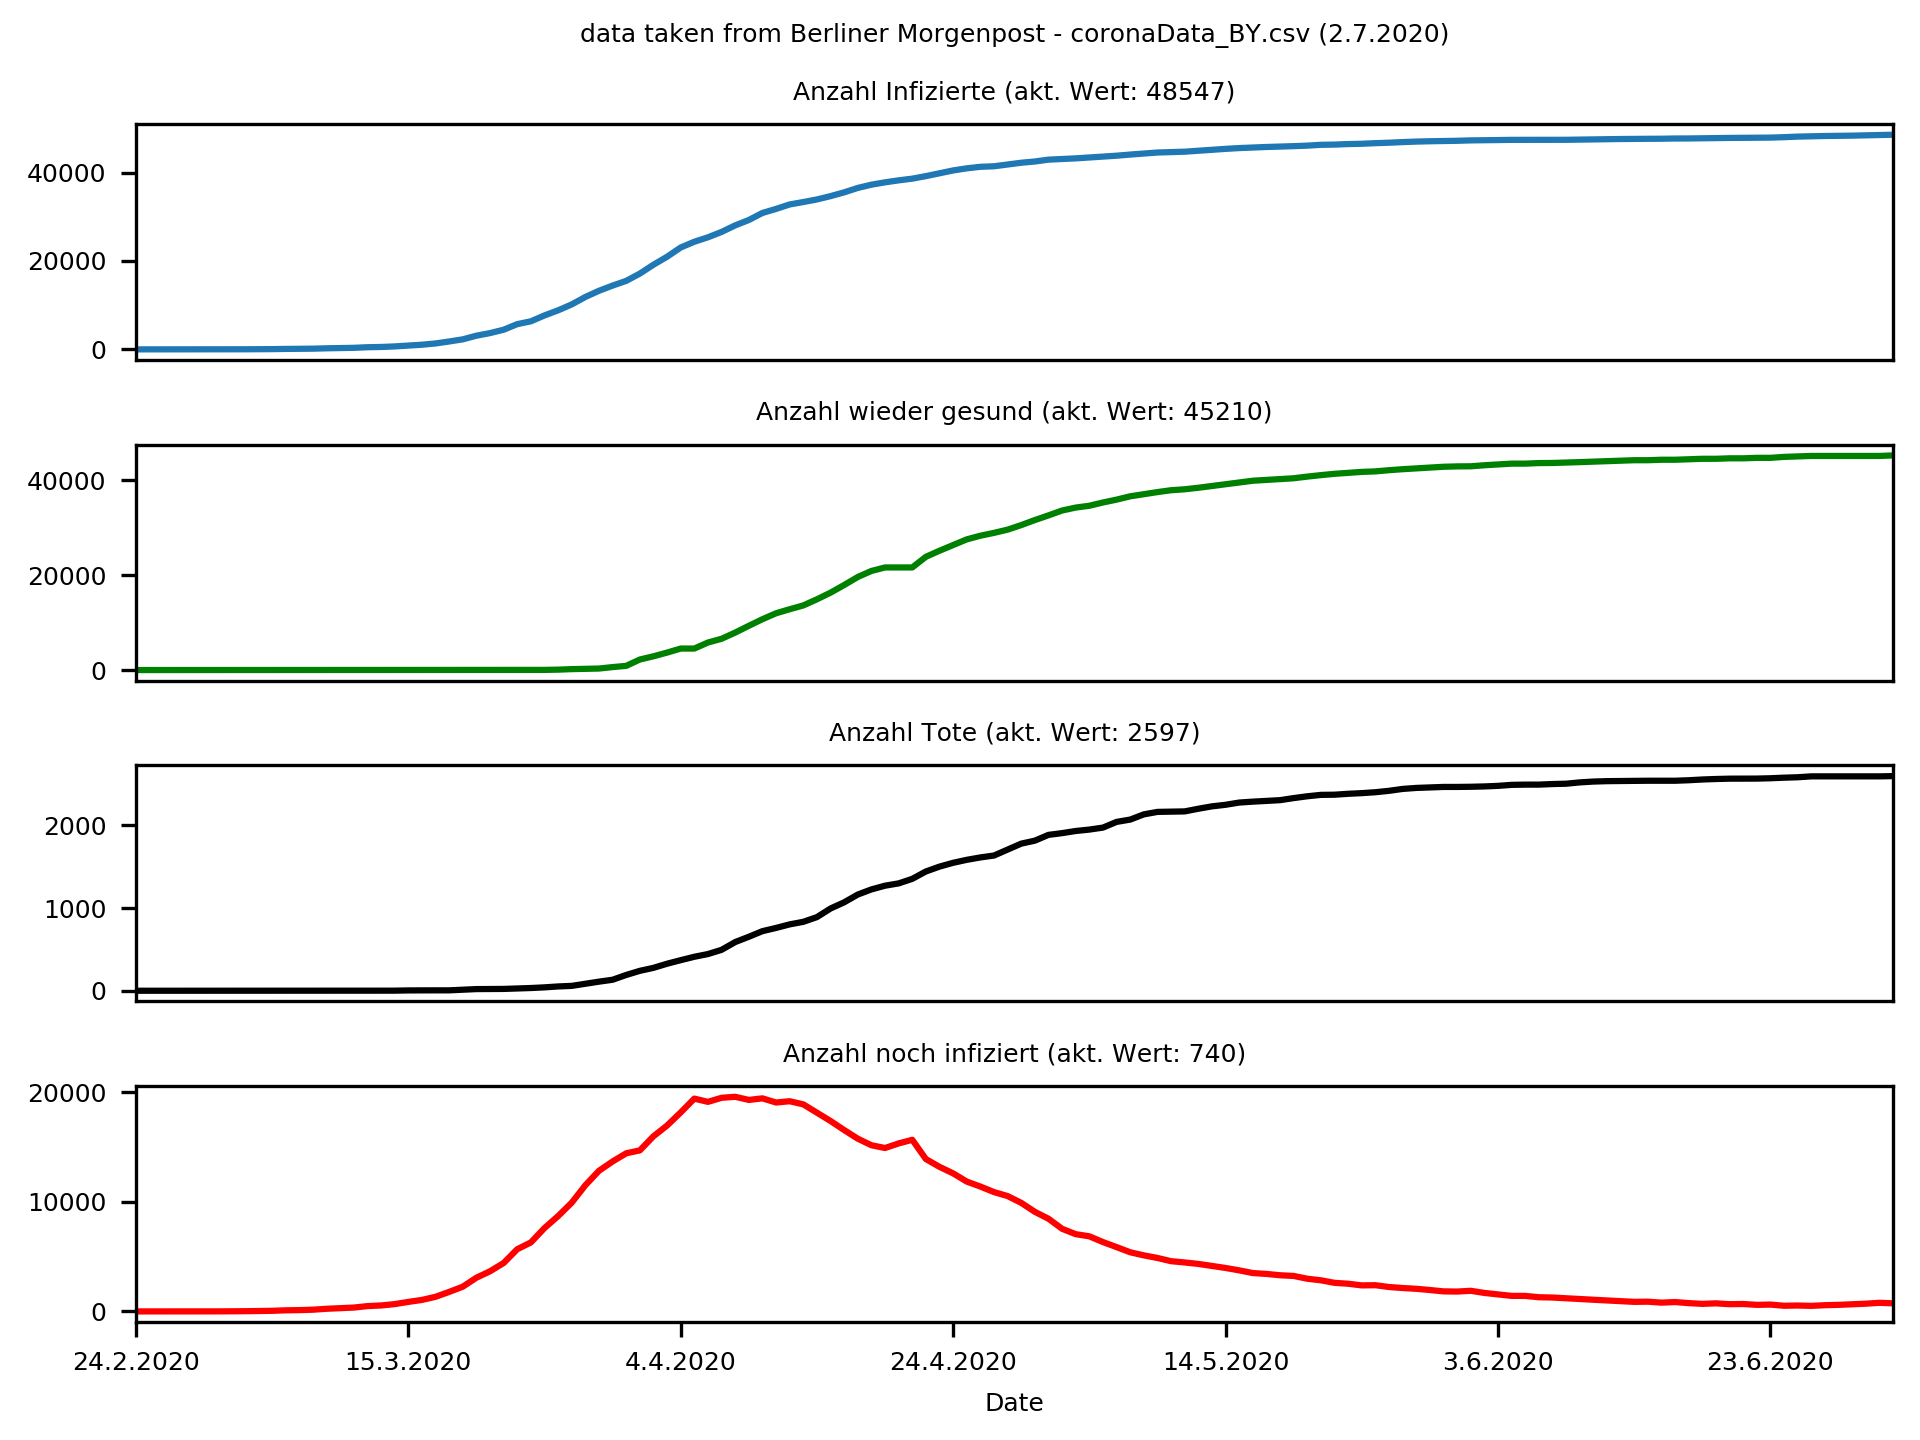 data taken from Berliner Morgenpost - coronaData_BY.csv (2.7.2020)
Anzahl Infizierte (akt. Wert: 48547)
40000
20000
0
Anzahl wieder gesund (akt. Wert: 45210)
40000
20000
0
Anzahl Tote (akt. Wert: 2597)
2000
1000
0
Anzahl noch infiziert (akt. Wert: 740)
20000
10000
0
24.2.2020 15.3.2020 4.4.2020 24.4.2020 14.5.2020 3.6.2020 23.6.2020
Date